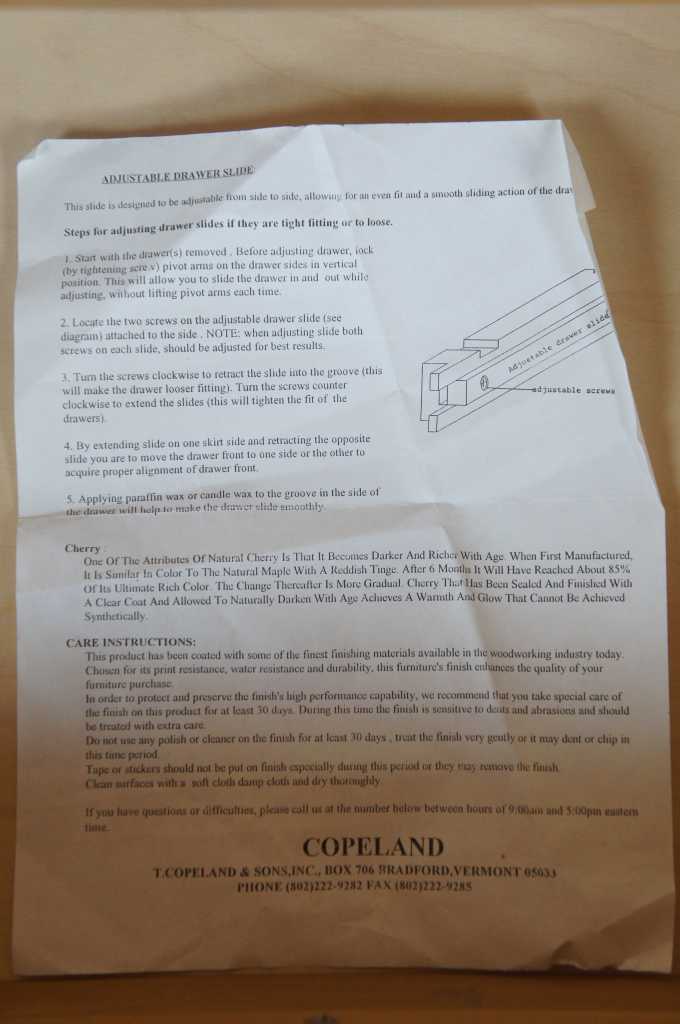 ADJUSTABLE DRAWER SLIDE
This slide is designed to be adjustable from side to side, allowing for an even fit and a smooth sliding action of the
Steps for adjusting drawer slides if they are tight fitting or to loose.
1. Start with the drawer(s) removed . Before adjusting drawer, lock
(by tightening screw) pivot arms on the drawer sides in vertical
position. This will allow you to slide the drawer in and out while
adjusting, without lifting pivot arms each time.
2. Locate the two screws on the adjustable drawer slide (see
diagram) attached to the side . NOTE: when adjusting slide both
screws on each slide, should be adjusted for best results.
3. Turn the screws clockwise to retract the slide into the groove (this
will make the drawer looser fitting). Turn the screws counter
clockwise to extend the slides (this will tighten the fit of the
drawers).
4. By extending slide on one skirt side and retracting the opposite
slide you are to move the drawer front to one side or the other to
acquire proper alignment of drawer front.
5. Applying paraffin wax or candle wax to the groove in the side of
the drawer will help to make the drawer slide smoothly.
Adjustable drawer slide
adjustable screws
Cherry :
One Of The Attributes Of Natural Cherry Is That It Becomes Darker And Richer With Age. When First Manufactured,
It Is Similar In Color To The Natural Maple With A Reddish Tinge. After 6 Months It Will Have Reached About 85%
Of Its Ultimate Rich Color. The Change Thereafter Is More Gradual. Cherry That Has Been Sealed And Finished With
A Clear Coat And Allowed To Naturally Darken With Age Achieves A Warmth And Glow That Cannot Be Achieved
Synthetically.
CARE INSTRUCTIONS:
This product has been coated with some of the finest finishing materials available in the woodworking industry today.
Chosen for its print resistance, water resistance and durability, this furniture's finish enhances the quality of your
furniture purchase.
In order to protect and preserve the finish's high performance capability, we recommend that you take special care of
the finish on this product for at least 30 days. During this time the finish is sensitive to dents and abrasions and should
be treated with extra care.
Do not use any polish or cleaner on the finish for at least 30 days , treat the finish very gently or it may dent or chip in
this time period.
Tape or stickers should not be put on finish especially during this period or they may remove the finish.
Clean surfaces with a soft cloth damp cloth and dry thoroughly.
If you have questions or difficulties, please call us at the number below between hours of 9:00am and 5:00pm eastern
time.
COPELAND
T.COPELAND & SONS,INC., BOX 706 BRADFORD,VERMONT 05033
PHONE (802)222-9282 FAX (802)222-9285